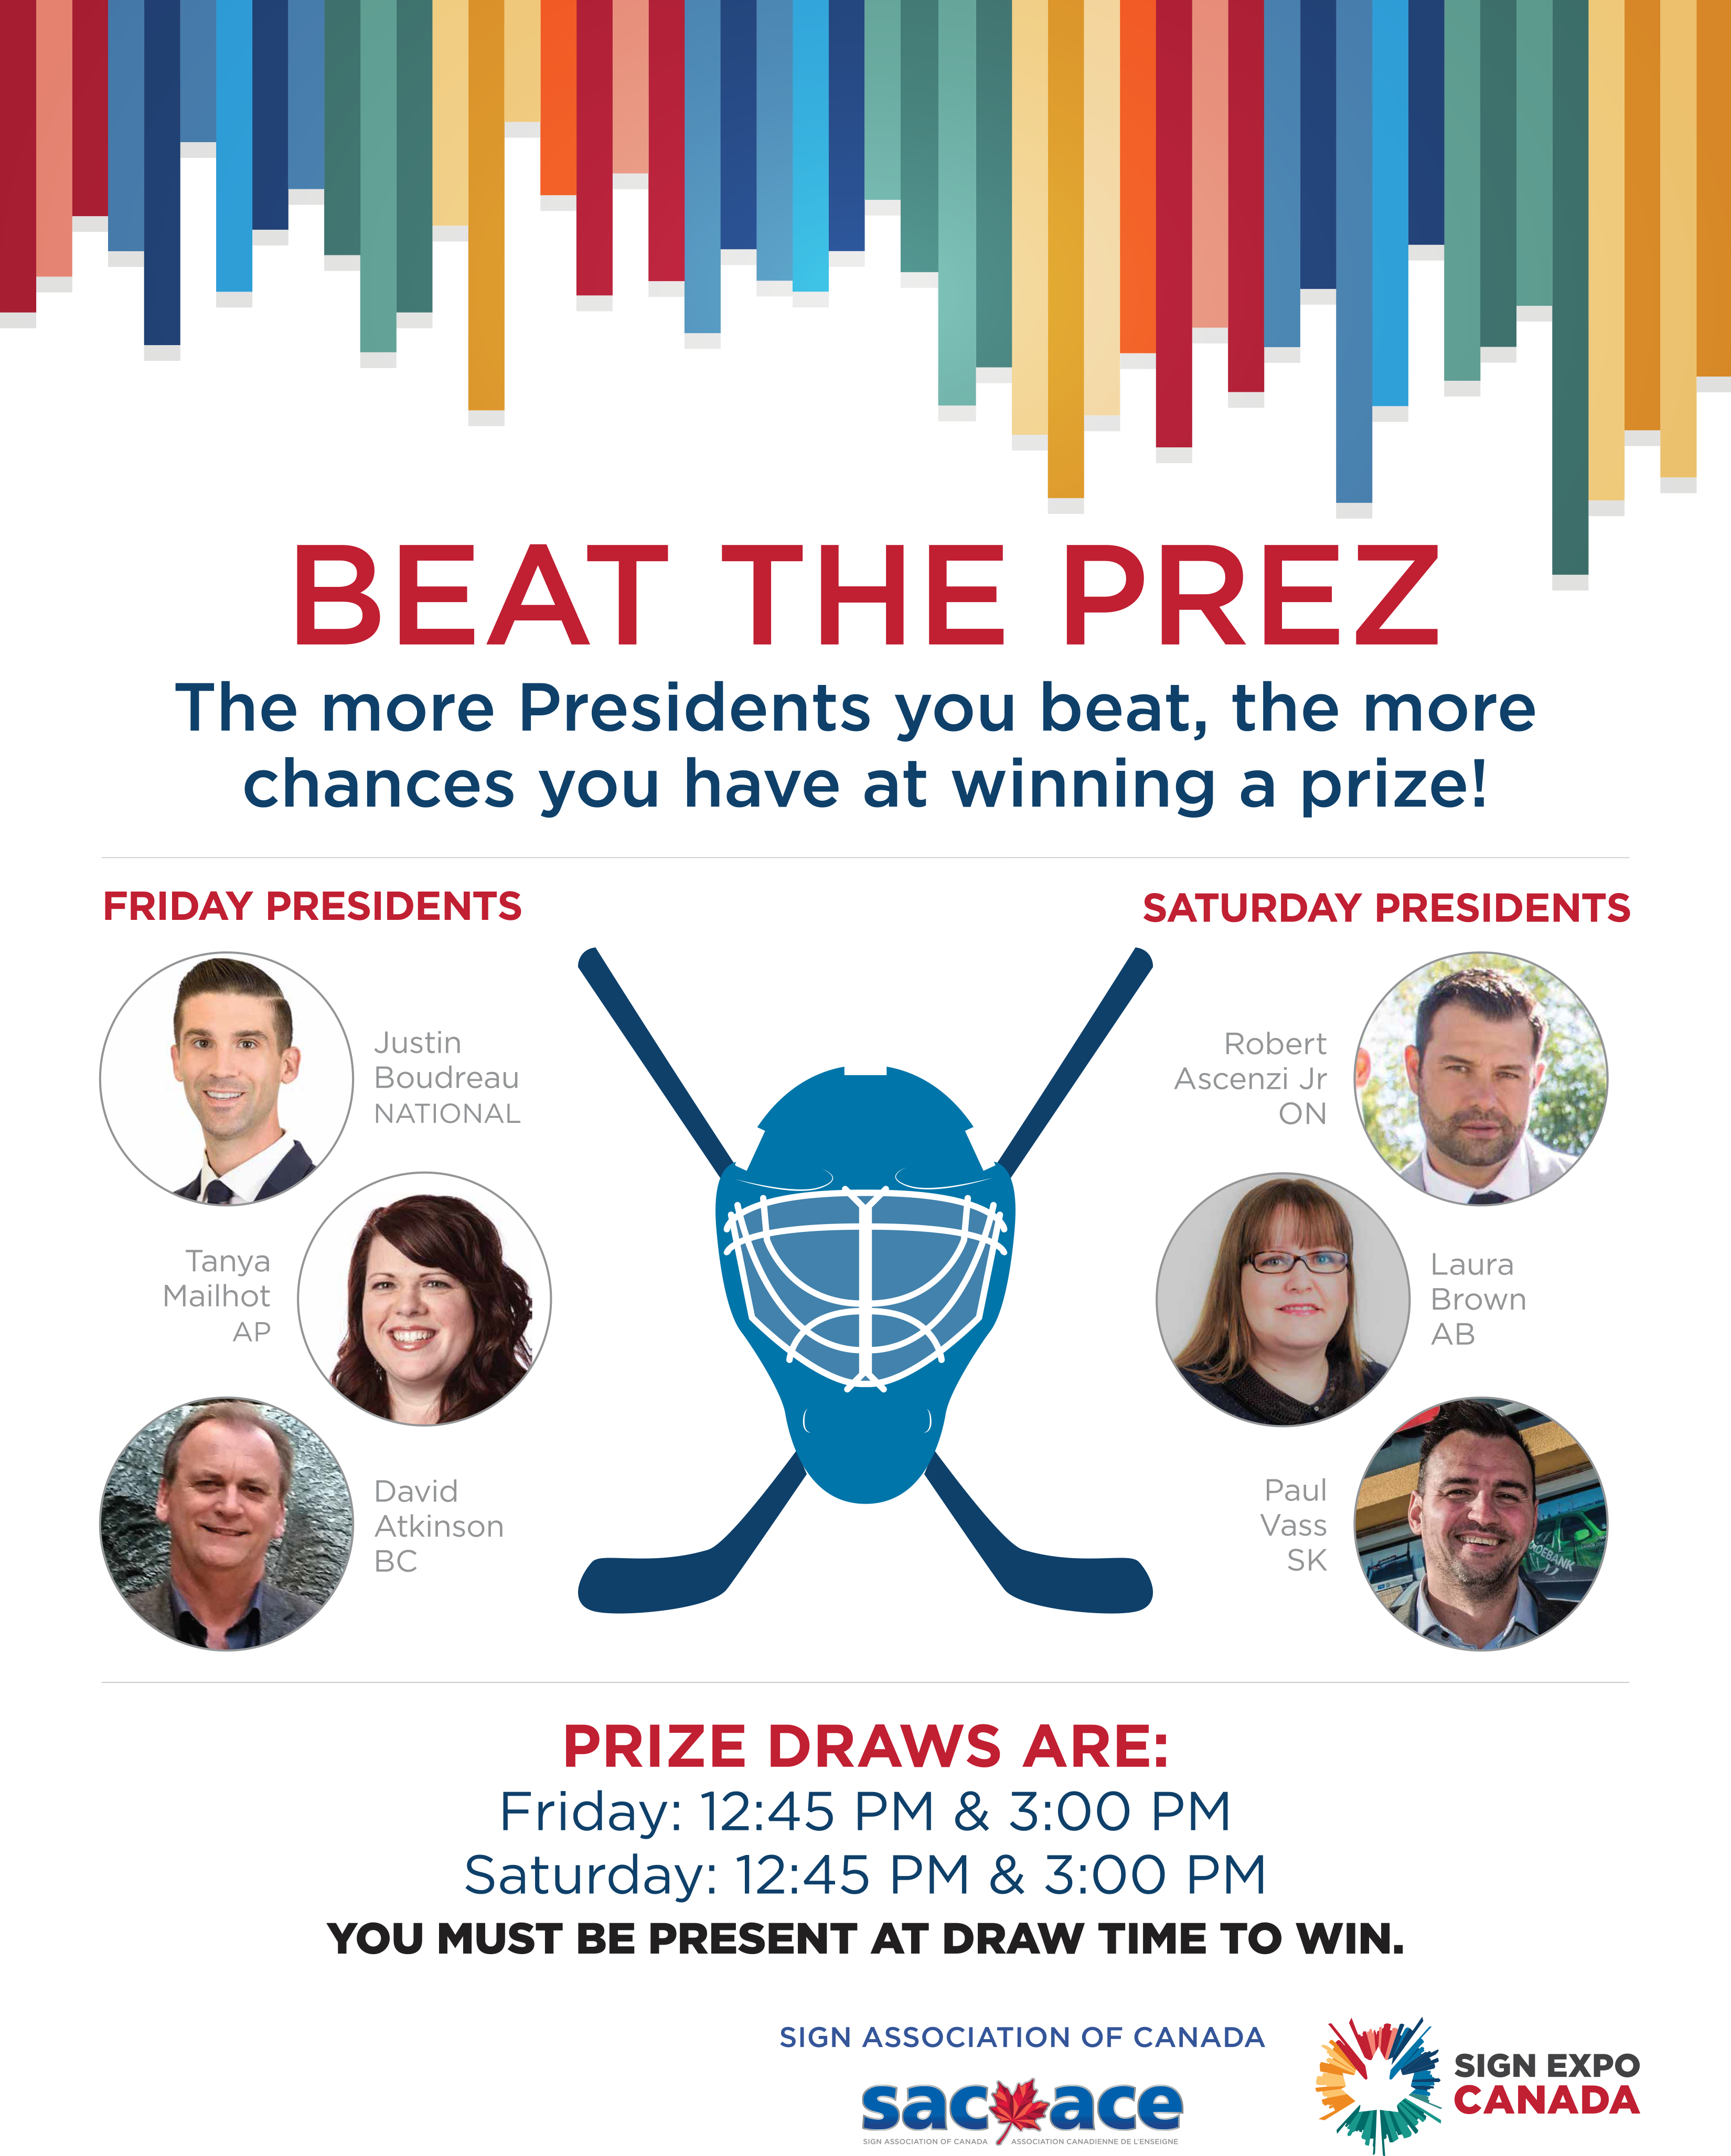 BEAT THE PREZ
The more Presidents you beat, the more
chances you have at winning a prize!
FRIDAY PRESIDENTS
Justin
Boudreau
NATIONAL
Tanya
Mailhot
AP
David
Atkinson
BC
SATURDAY PRESIDENTS
Robert
Ascenzi Jr
ON
Laura
Brown
AB
Paul
Vass
SK
DEBANK
PRIZE DRAWS ARE:
Friday: 12:45 PM & 3:00 PM
Saturday: 12:45 PM & 3:00 PM
YOU MUST BE PRESENT AT DRAW TIME TO WIN.
SIGN ASSOCIATION OF CANADA
sac ace
SIGN ASSOCIATION OF CANADA ASSOCIATION CANADIENNE DE L'ENSEIGNE
SIGN EXPO
CANADA